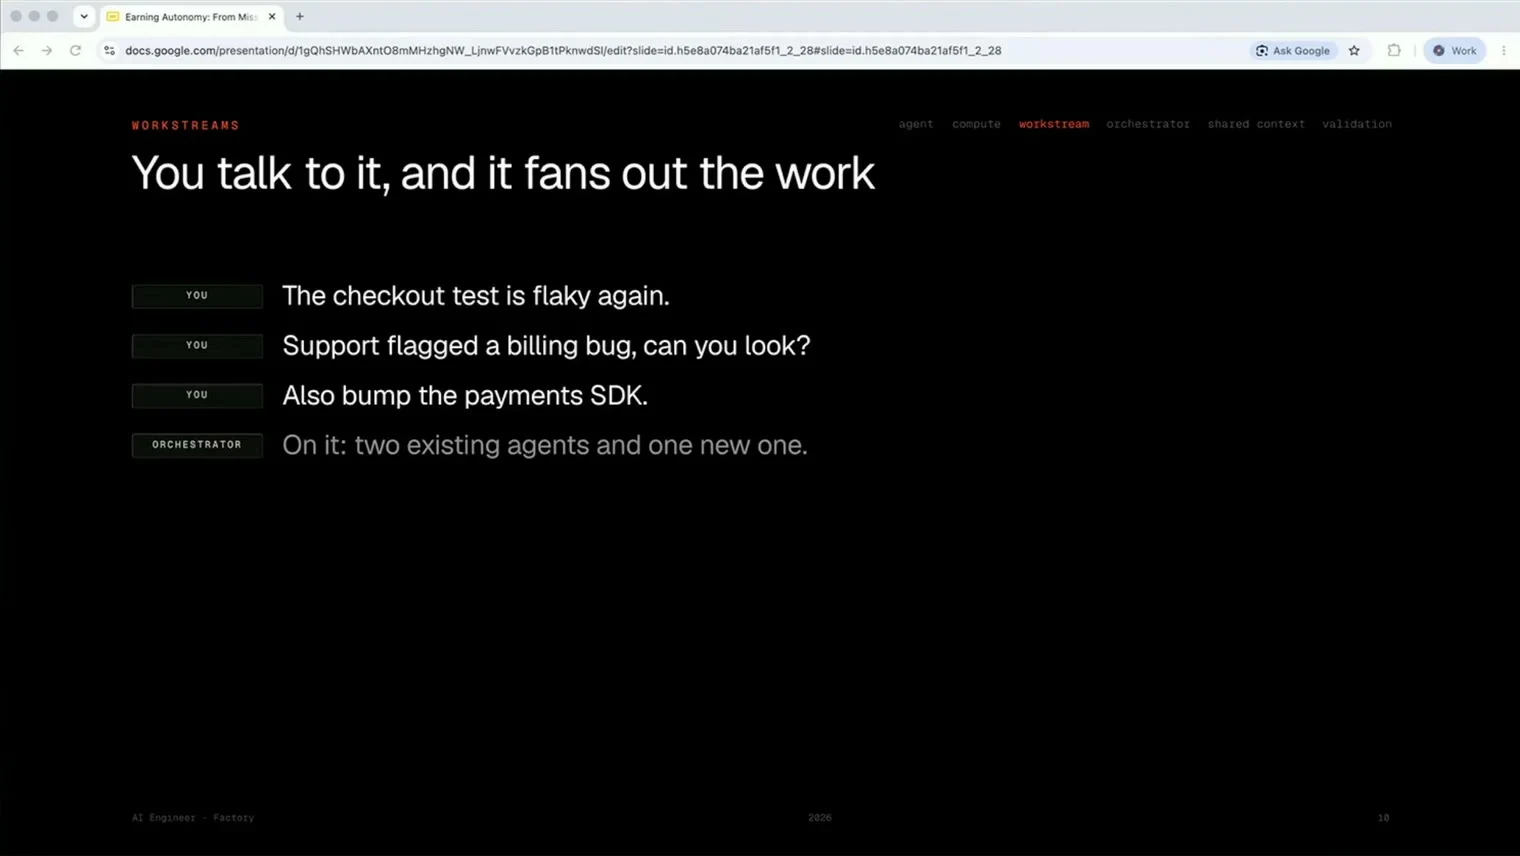 Earning Autonomy: From Miss
docs.google.com/presentation/d/1gQhSHWbAXntO8mMHzhgNW_LjnwFVvzkGpB1tPknwdSI/edit?slide=id.h5e8a074ba21af5f1_2_28#slide=id.h5e8a074ba21af5f1_2_28
Ask Google
Work
WORKSTREAMS
agent compute workstream orchestrator shared context validation
You talk to it, and it fans out the work
YOU The checkout test is flaky again.
YOU Support flagged a billing bug, can you look?
YOU Also bump the payments SDK.
ORCHESTRATOR On it: two existing agents and one new one.
AI Engineer - Factory 2026 10